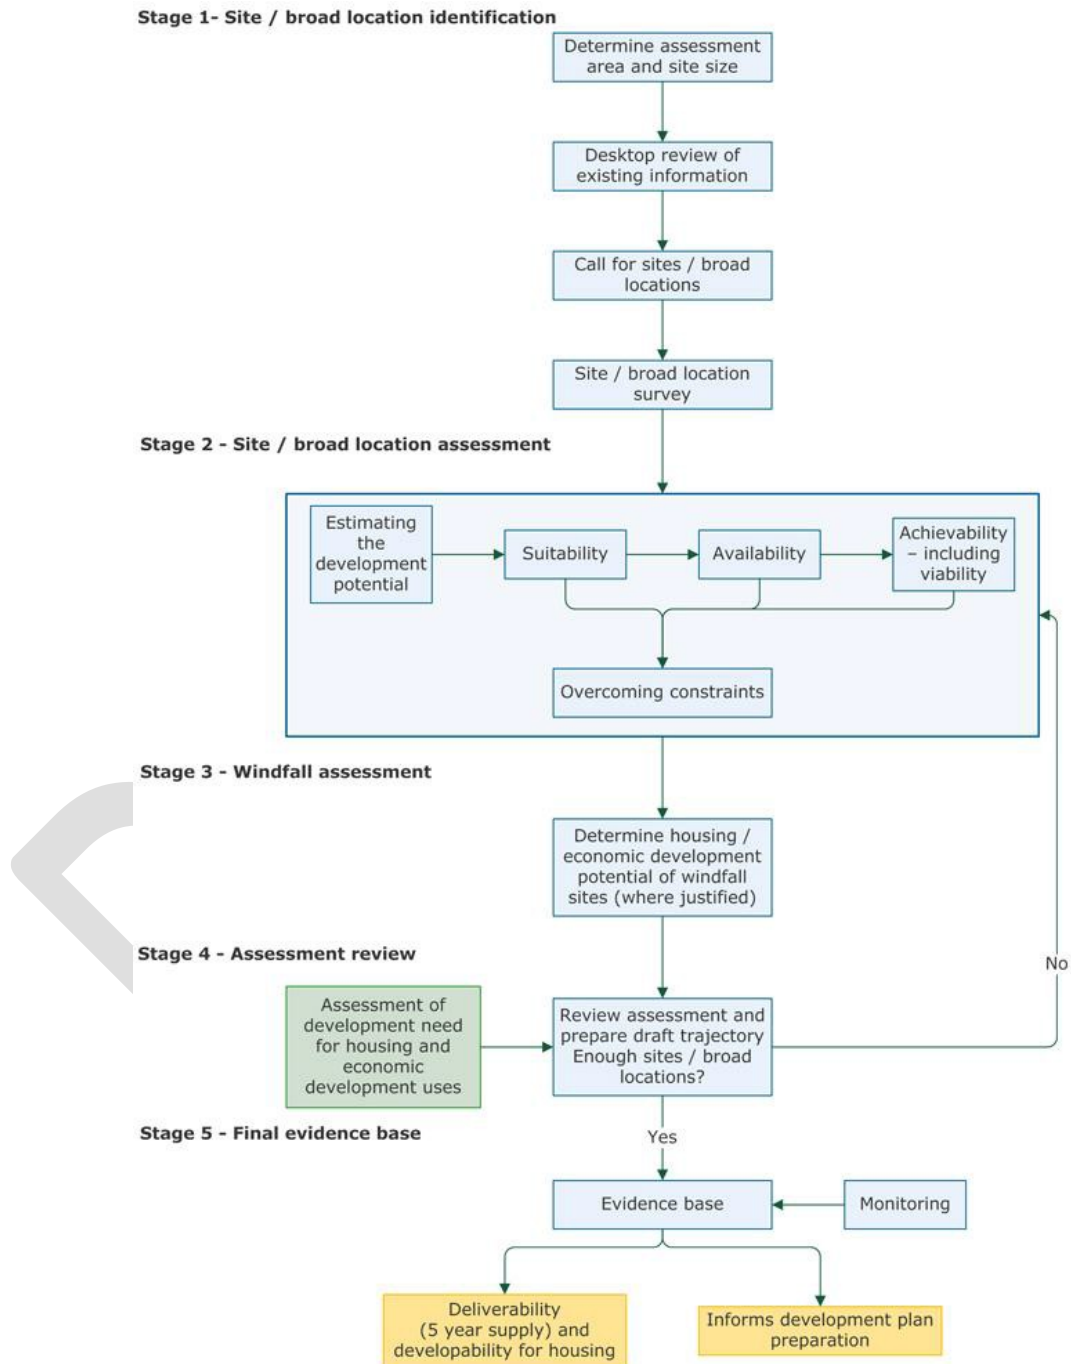 Stage 1- Site / broad location identification
Determine assessment
area and site size
Desktop review of
existing information
Call for sites / broad
locations
Site / broad location
survey
Stage 2 - Site / broad location assessment
Estimating
the
development
potential
Suitability
Availability
Achievability
– including
viability
Overcoming constraints
Stage 3 - Windfall assessment
Determine housing /
economic development
potential of windfall
sites (where justified)
Stage 4 - Assessment review
No
Assessment of
development need
for housing and
economic
development uses
Review assessment and
prepare draft trajectory
Enough sites / broad
locations?
Stage 5 - Final evidence base
Yes
Evidence base
Monitoring
Deliverability
(5 year supply) and
developability for housing
Informs development plan
preparation